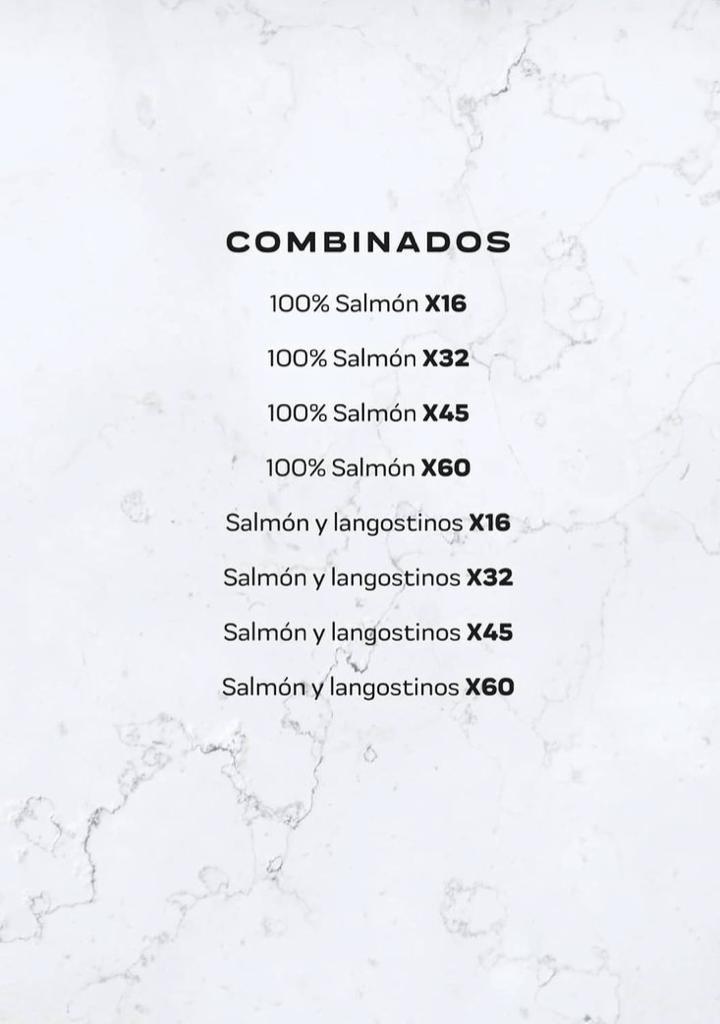 COMBINADOS
100% Salmón X16
100% Salmón X32
100% Salmón X45
100% Salmón X60
Salmón y langostinos X16
Salmón y langostinos X32
Salmón y langostinos X45
Salmón y langostinos X60